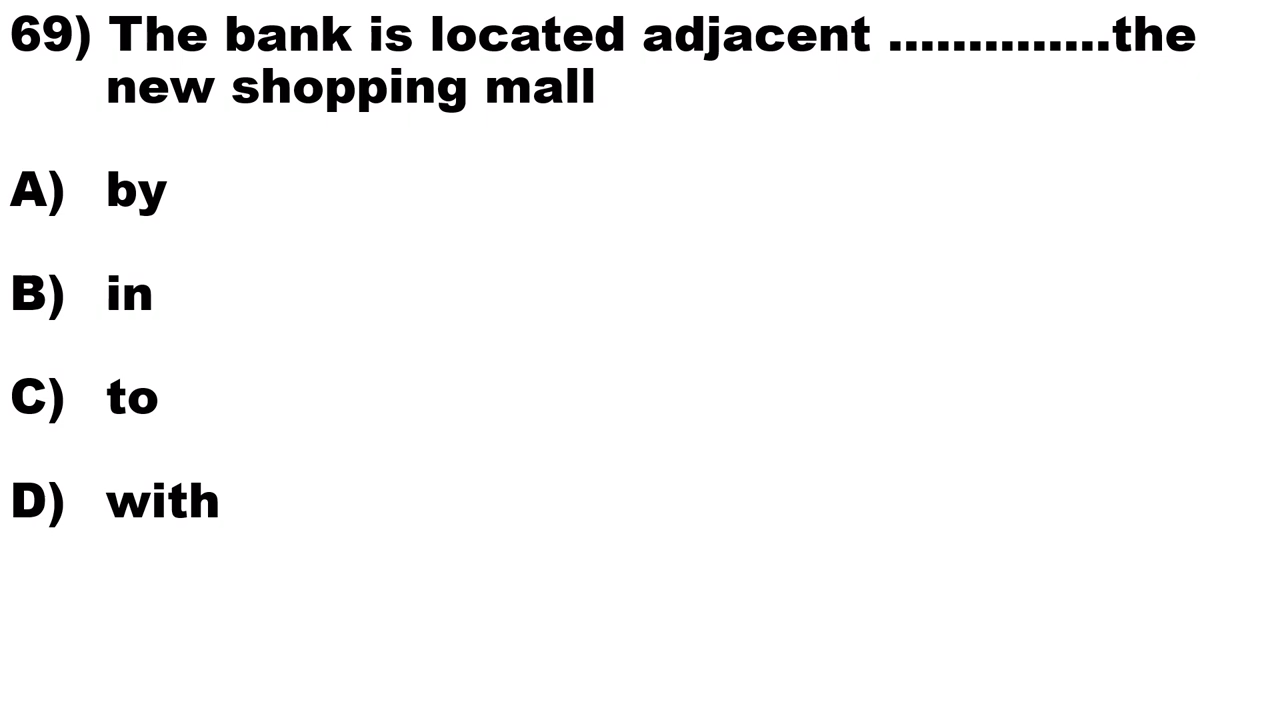 69) The bank is located adjacent ..............the
new shopping mall
A) by
B) in
C) to
D) with